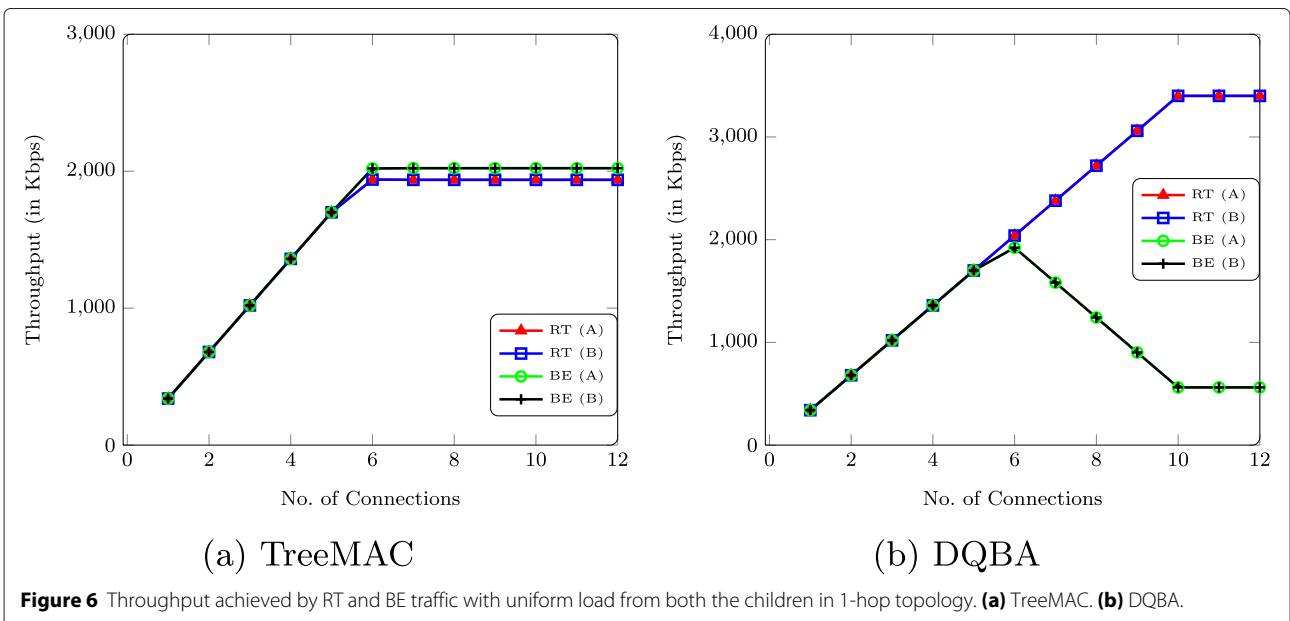 3,000
2,000
1,000
0
0 2 4 6 8 10 12
Throughput (in Kbps)
No. of Connections
RT (A)
RT (B)
BE (A)
BE (B)
(a) TreeMAC
4,000
3,000
2,000
1,000
0
0 2 4 6 8 10 12
Throughput (in Kbps)
No. of Connections
RT (A)
RT (B)
BE (A)
BE (B)
(b) DQBA
Figure 6 Throughput achieved by RT and BE traffic with uniform load from both the children in 1-hop topology. (a) TreeMAC. (b) DQBA.